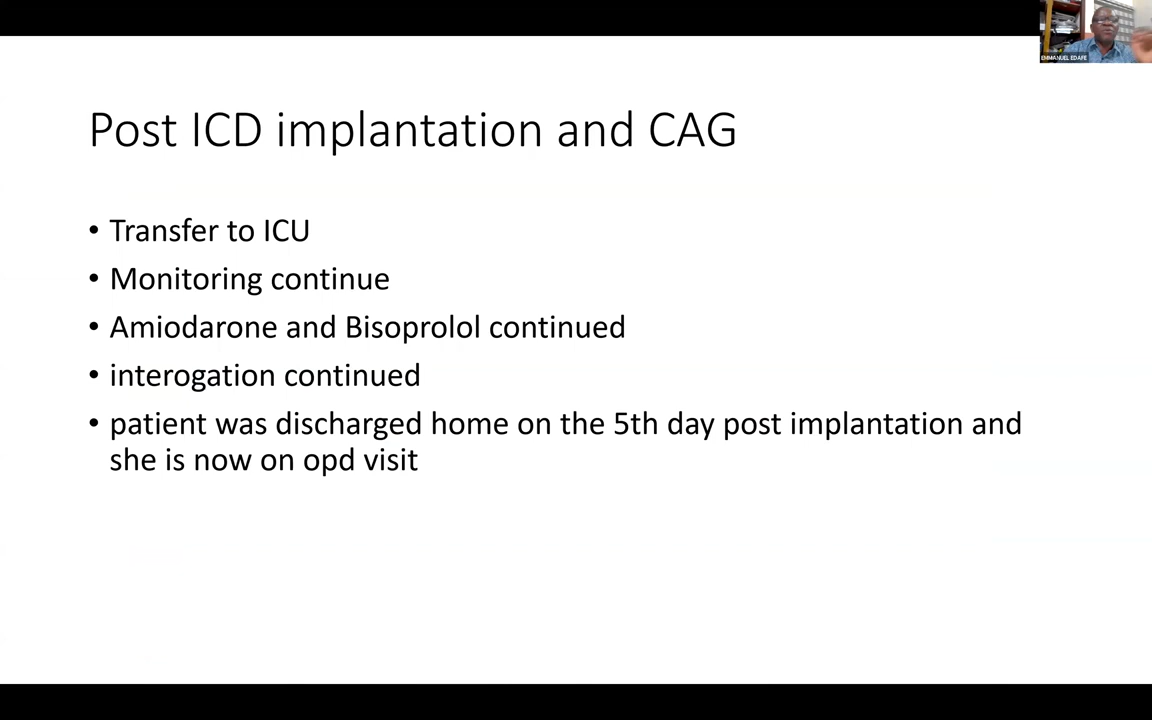 EMMANUEL EDAFE
Post ICD implantation and CAG
• Transfer to ICU
• Monitoring continue
• Amiodarone and Bisoprolol continued
• interogation continued
• patient was discharged home on the 5th day post implantation and
she is now on opd visit